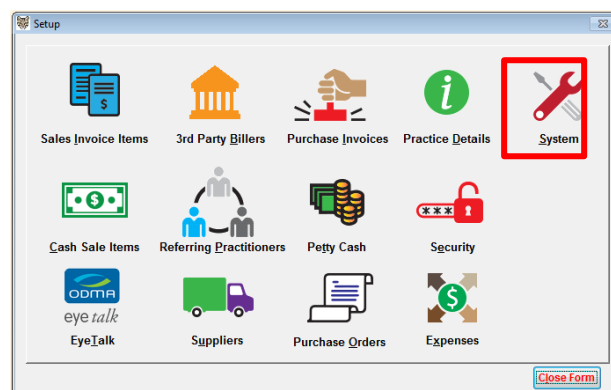 Setup
Sales Invoice Items
3rd Party Billers
Purchase Invoices
Practice Details
System
Cash Sale Items
Referring Practitioners
Petty Cash
***
Security
ODMA
eye talk
EyeTalk
Suppliers
Purchase Orders
Expenses
Close Form